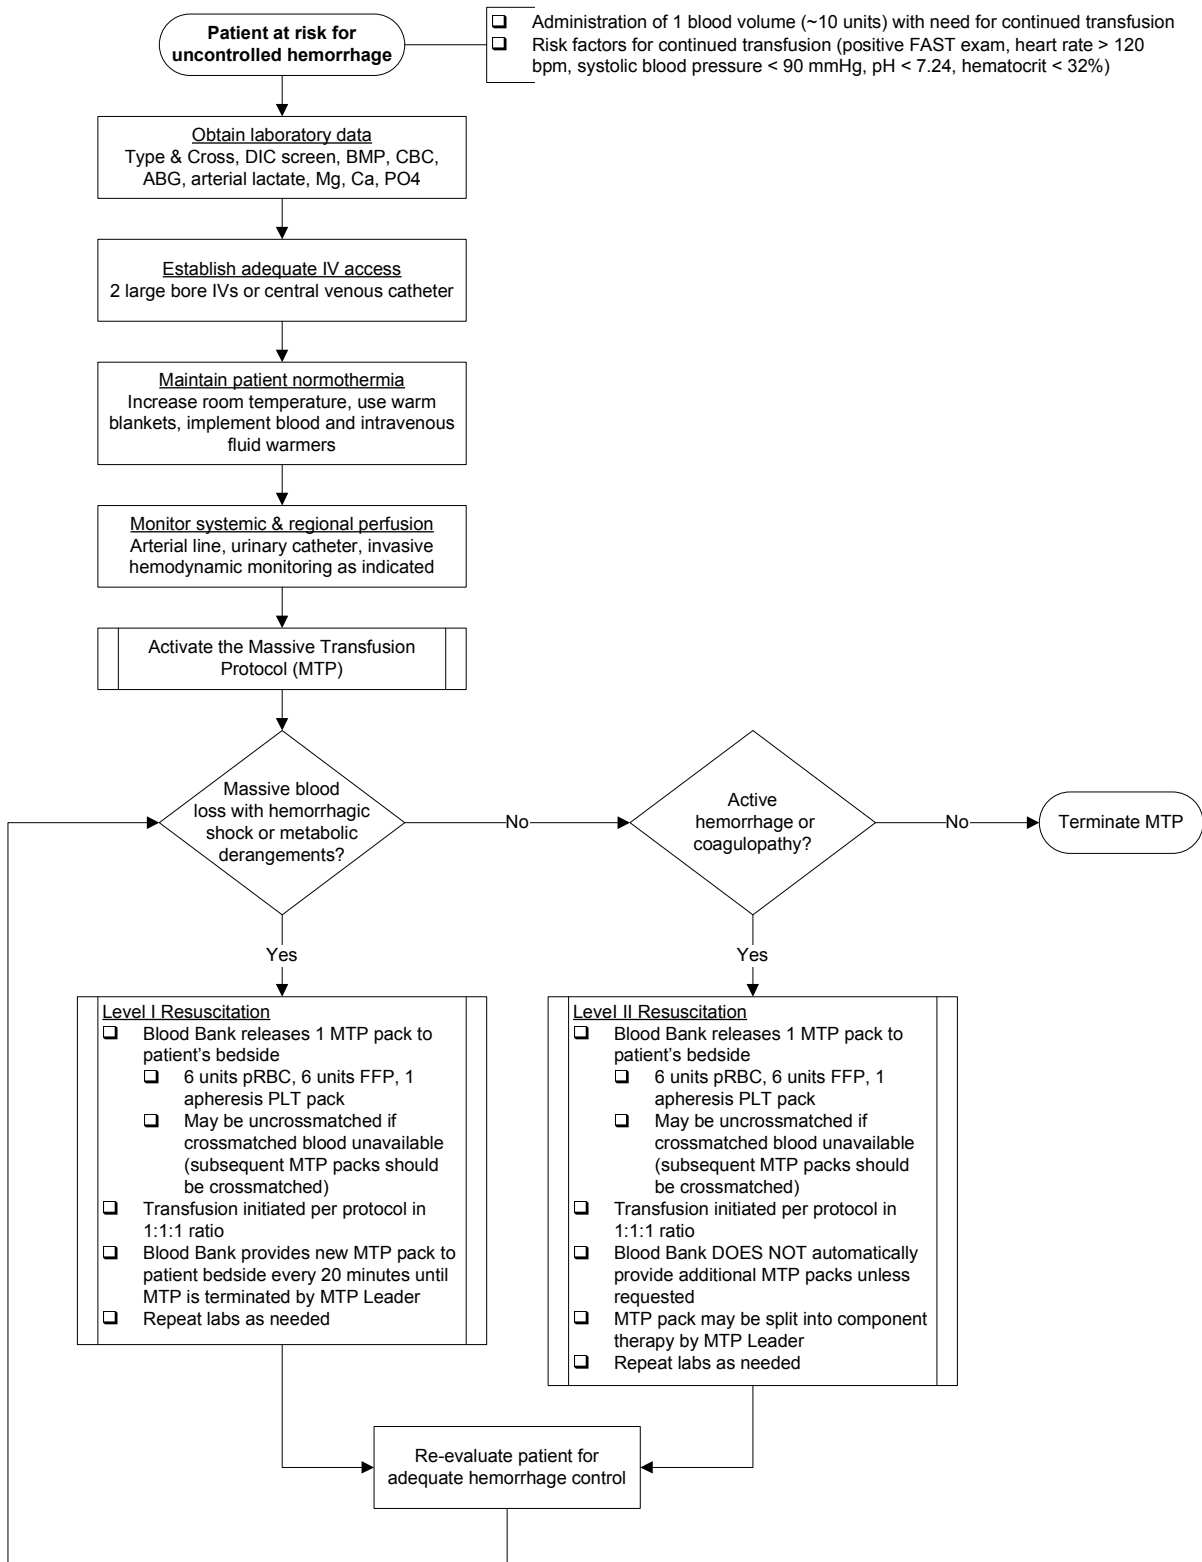 Patient at risk for
uncontrolled hemorrhage
❑ Administration of 1 blood volume (~10 units) with need for continued transfusion
❑ Risk factors for continued transfusion (positive FAST exam, heart rate > 120
bpm, systolic blood pressure < 90 mmHg, pH < 7.24, hematocrit < 32%)
Obtain laboratory data
Type & Cross, DIC screen, BMP, CBC,
ABG, arterial lactate, Mg, Ca, PO4
Establish adequate IV access
2 large bore IVs or central venous catheter
Maintain patient normothermia
Increase room temperature, use warm
blankets, implement blood and intravenous
fluid warmers
Monitor systemic & regional perfusion
Arterial line, urinary catheter, invasive
hemodynamic monitoring as indicated
Activate the Massive Transfusion
Protocol (MTP)
Massive blood
loss with hemorrhagic
shock or metabolic
derangements?
No
Active
hemorrhage or
coagulopathy?
No
Terminate MTP
Yes
Yes
Level I Resuscitation
❑ Blood Bank releases 1 MTP pack to
patient's bedside
❑ 6 units pRBC, 6 units FFP, 1
apheresis PLT pack
❑ May be uncrossmatched if
crossmatched blood unavailable
(subsequent MTP packs should
be crossmatched)
❑ Transfusion initiated per protocol in
1:1:1 ratio
❑ Blood Bank provides new MTP pack to
patient bedside every 20 minutes until
MTP is terminated by MTP Leader
❑ Repeat labs as needed
Level II Resuscitation
❑ Blood Bank releases 1 MTP pack to
patient's bedside
❑ 6 units pRBC, 6 units FFP, 1
apheresis PLT pack
❑ May be uncrossmatched if
crossmatched blood unavailable
(subsequent MTP packs should
be crossmatched)
❑ Transfusion initiated per protocol in
1:1:1 ratio
❑ Blood Bank DOES NOT automatically
provide additional MTP packs unless
requested
❑ MTP pack may be split into component
therapy by MTP Leader
❑ Repeat labs as needed
Re-evaluate patient for
adequate hemorrhage control